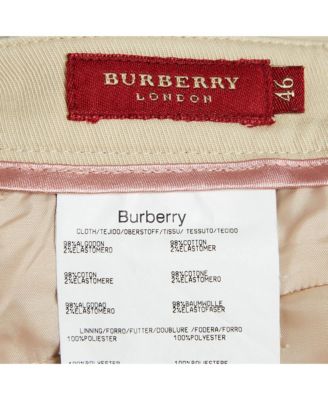 BURBERRY
LONDON
46
Burberry
CLOTH/TEJIDO/OBERSTOFF/TISSU/ TESSUTO/TECIDO
98%ALGODON
2%ELASTOMERO
98%COTON
2%ELASTOMERE
98%COTTON
2%ELASTOMER
98%COTONE
2%ELASTOMERO
98%ALGODAO
2%ELASTOMERO
98%BAUMWOLLE
2%ELASTOFASER
LINNING/FORRO/FUTTER/DOUBLURE /FODERA/FORRO
100%POLIESTER
100%POLYESTER